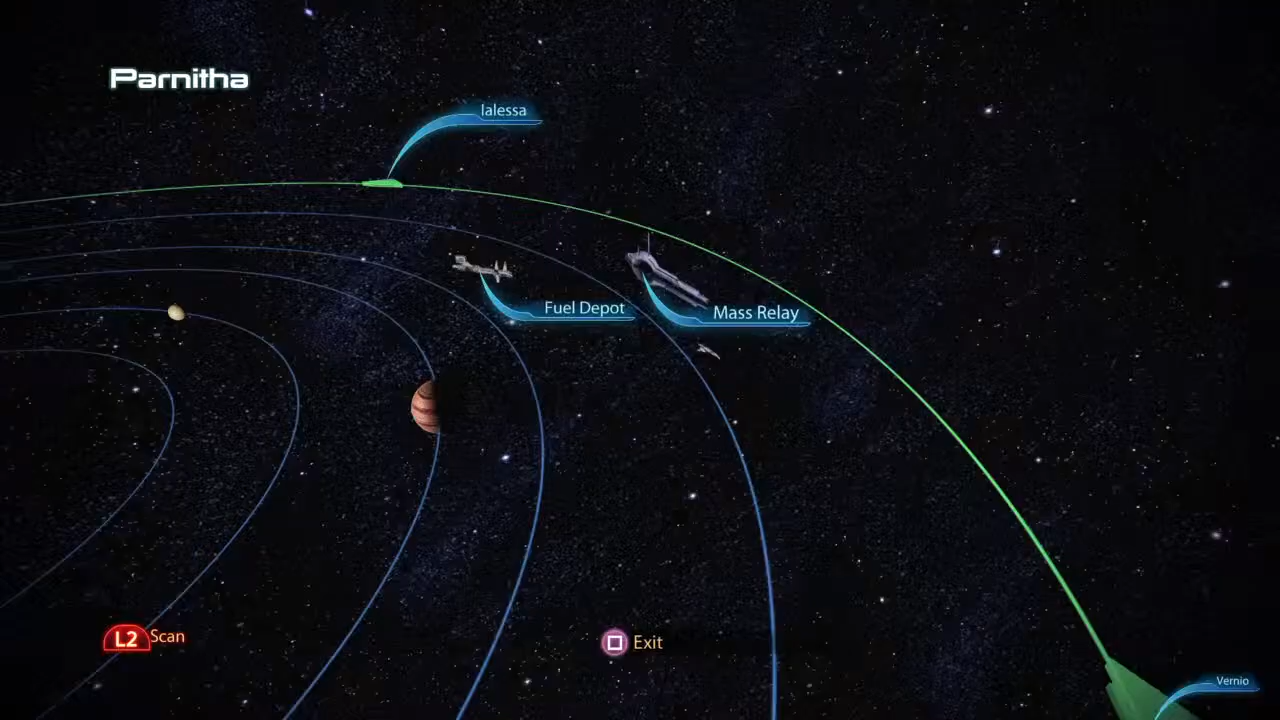 Parnitha
Ialessa
Fuel Depot
Mass Relay
L2 Scan
Exit
Vernio